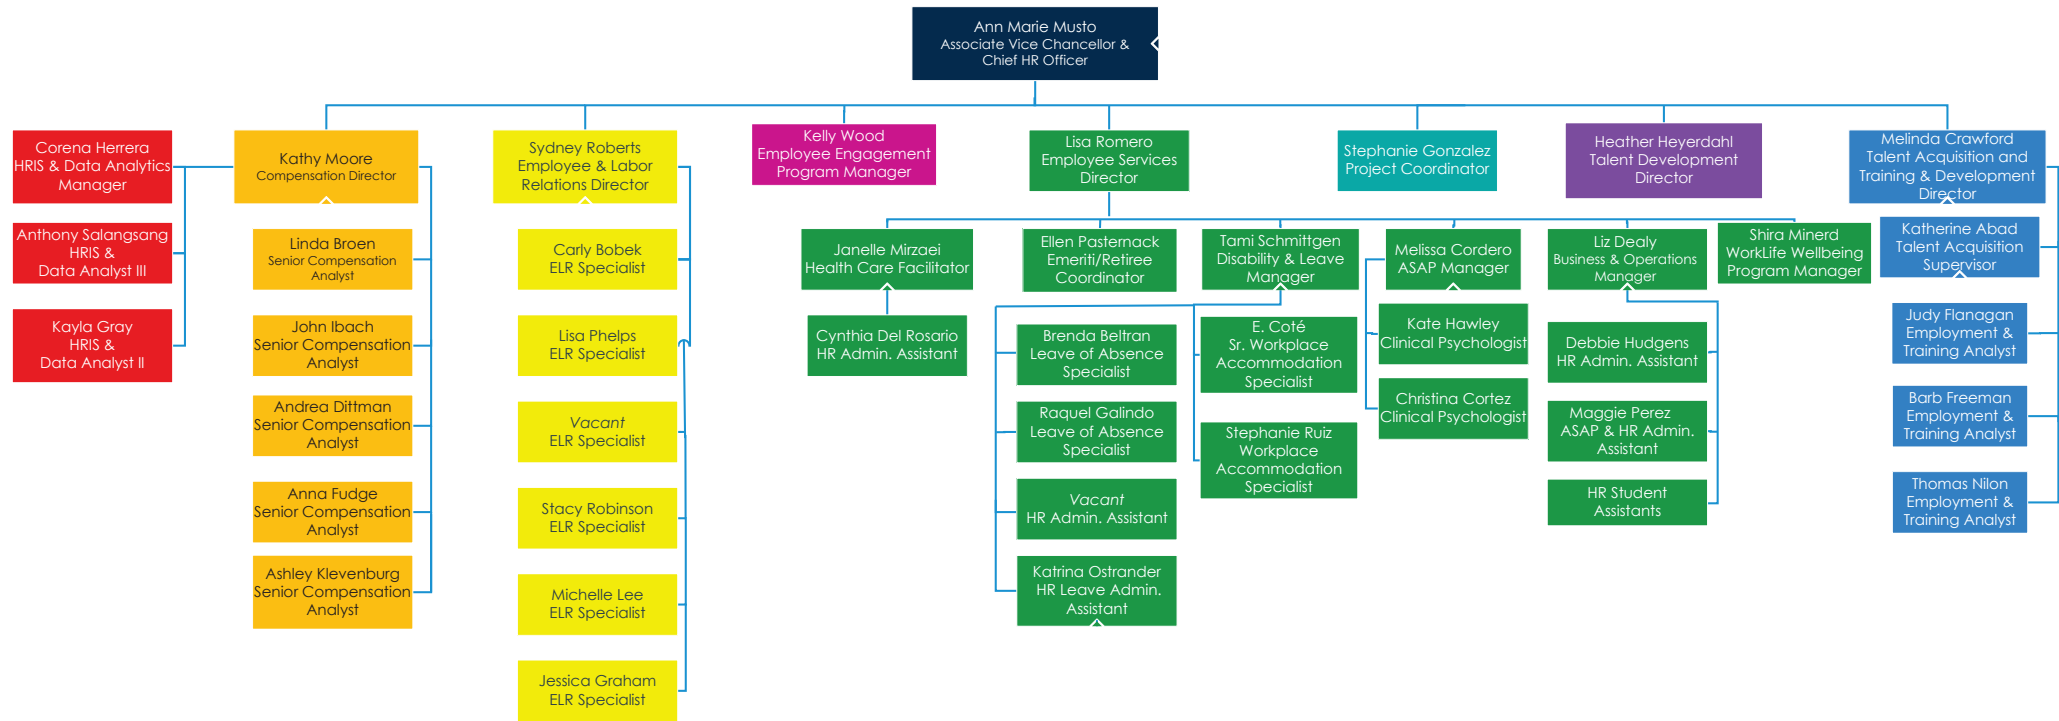 Ann Marie Musto
Associate Vice Chancellor &
Chief HR Officer
Corena Herrera
HRIS & Data Analytics
Manager
Anthony Salangsang
HRIS &
Data Analyst III
Kayla Gray
HRIS &
Data Analyst II
Kathy Moore
Compensation Director
Linda Broen
Senior Compensation
Analyst
John Ibach
Senior Compensation
Analyst
Andrea Dittman
Senior Compensation
Analyst
Anna Fudge
Senior Compensation
Analyst
Ashley Klevenburg
Senior Compensation
Analyst
Sydney Roberts
Employee & Labor
Relations Director
Carly Bobek
ELR Specialist
Lisa Phelps
ELR Specialist
Vacant
ELR Specialist
Stacy Robinson
ELR Specialist
Michelle Lee
ELR Specialist
Jessica Graham
ELR Specialist
Kelly Wood
Employee Engagement
Program Manager
Lisa Romero
Employee Services
Director
Janelle Mirzaei
Health Care Facilitator
Cynthia Del Rosario
HR Admin. Assistant
Ellen Pasternack
Emeriti/Retiree
Coordinator
Tami Schmittgen
Disability & Leave
Manager
Brenda Beltran
Leave of Absence
Specialist
Raquel Galindo
Leave of Absence
Specialist
Vacant
HR Admin. Assistant
Katrina Ostrander
HR Leave Admin.
Assistant
E. Coté
Sr. Workplace
Accommodation
Specialist
Stephanie Ruiz
Workplace
Accommodation
Specialist
Melissa Cordero
ASAP Manager
Kate Hawley
Clinical Psychologist
Christina Cortez
Clinical Psychologist
Liz Dealy
Business & Operations
Manager
Debbie Hudgens
HR Admin. Assistant
Maggie Perez
ASAP & HR Admin.
Assistant
HR Student
Assistants
Shira Minerd
WorkLife Wellbeing
Program Manager
Stephanie Gonzalez
Project Coordinator
Heather Heyerdahl
Talent Development
Director
Melinda Crawford
Talent Acquisition and
Training & Development
Director
Katherine Abad
Talent Acquisition
Supervisor
Judy Flanagan
Employment &
Training Analyst
Barb Freeman
Employment &
Training Analyst
Thomas Nilon
Employment &
Training Analyst